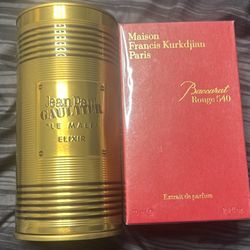 Jean Paul
GAULTIER
"LE MALE"
ELIXIR
Maison
Francis Kurkdjian
Paris
Baccarat
Rouge 540
Extrait de parfum